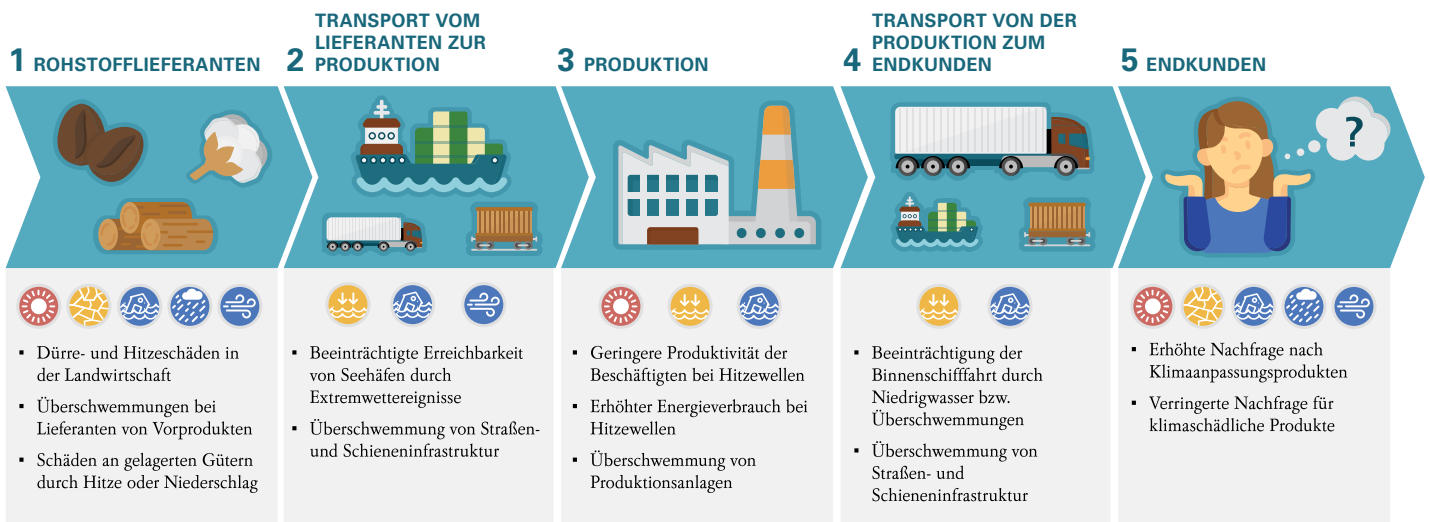 1 ROHSTOFFLIEFERANTEN
2 TRANSPORT VOM
LIEFERANTEN ZUR
PRODUKTION
3 PRODUKTION
4 TRANSPORT VON DER
PRODUKTION ZUM
ENDKUNDEN
5 ENDKUNDEN
?
▪ Dürre- und Hitzeschäden in
der Landwirtschaft
▪ Überschwemmungen bei
Lieferanten von Vorprodukten
▪ Schäden an gelagerten Gütern
durch Hitze oder Niederschlag
▪ Beeinträchtigte Erreichbarkeit
von Seehäfen durch
Extremwettereignisse
▪ Überschwemmung von Straßen-
und Schieneninfrastruktur
▪ Geringere Produktivität der
Beschäftigten bei Hitzewellen
▪ Erhöhter Energieverbrauch bei
Hitzewellen
▪ Überschwemmung von
Produktionsanlagen
▪ Beeinträchtigung der
Binnenschifffahrt durch
Niedrigwasser bzw.
Überschwemmungen
▪ Überschwemmung von
Straßen- und
Schieneninfrastruktur
▪ Erhöhte Nachfrage nach
Klimaanpassungsprodukten
▪ Verringerte Nachfrage für
klimaschädliche Produkte